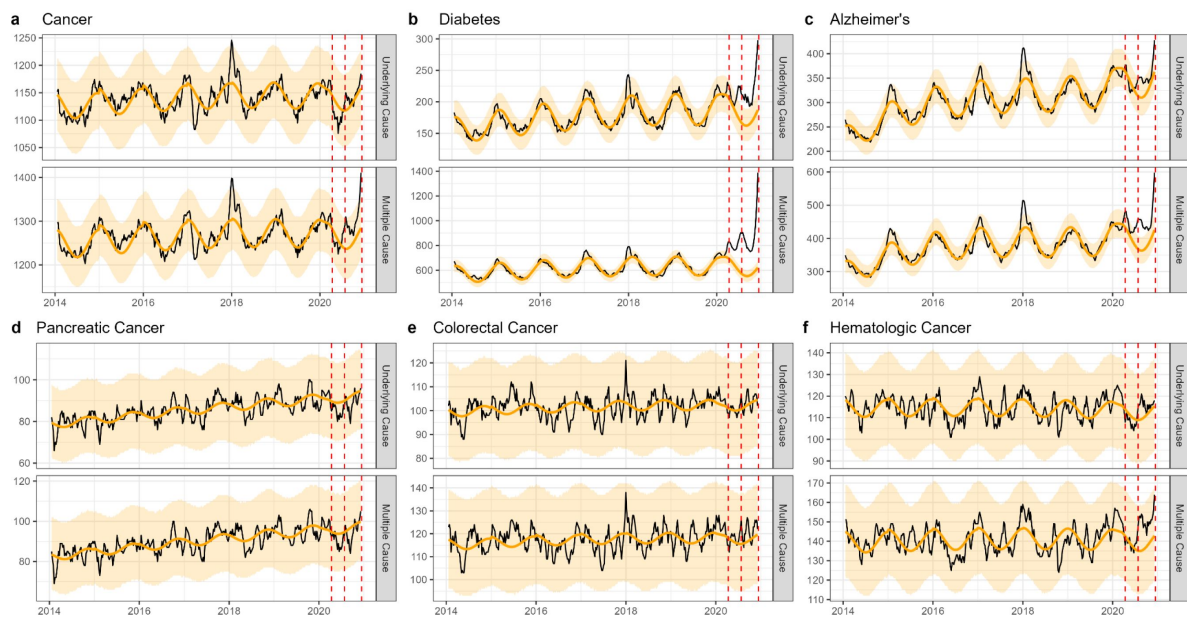 a Cancer
1250
1200
1150
1100
1050
Underlying Cause
1400
1300
1200
Multiple Cause
2014 2016 2018 2020
b Diabetes
300
250
200
150
Underlying Cause
1400
1200
1000
800
600
Multiple Cause
2014 2016 2018 2020
c Alzheimer's
400
350
300
250
200
Underlying Cause
600
500
400
300
Multiple Cause
2014 2016 2018 2020
d Pancreatic Cancer
100
80
60
Underlying Cause
120
100
80
Multiple Cause
2014 2016 2018 2020
e Colorectal Cancer
120
110
100
90
80
Underlying Cause
140
130
120
110
100
Multiple Cause
2014 2016 2018 2020
f Hematologic Cancer
140
130
120
110
100
90
Underlying Cause
170
160
150
140
130
120
110
Multiple Cause
2014 2016 2018 2020